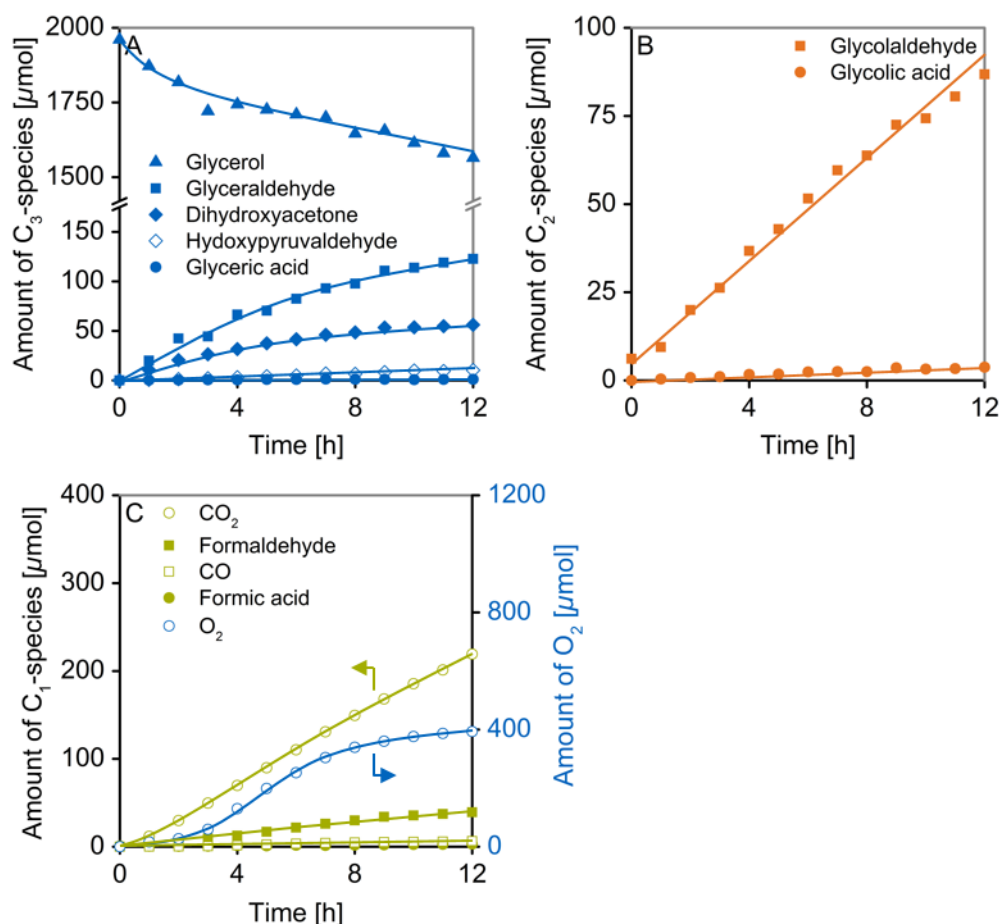 A
Amount of C3-species [µmol]
2000
1750
1500
150
100
50
0
Glycerol
Glyceraldehyde
Dihydroxyacetone
Hydoxypyruvaldehyde
Glyceric acid
0 4 8 12
Time [h]
B
Amount of C2-species [µmol]
100
75
50
25
0
Glycolaldehyde
Glycolic acid
0 4 8 12
Time [h]
C
Amount of C1-species [µmol]
400
300
200
100
0
CO2
Formaldehyde
CO
Formic acid
O2
1200
800
400
0
Amount of O2 [µmol]
0 4 8 12
Time [h]